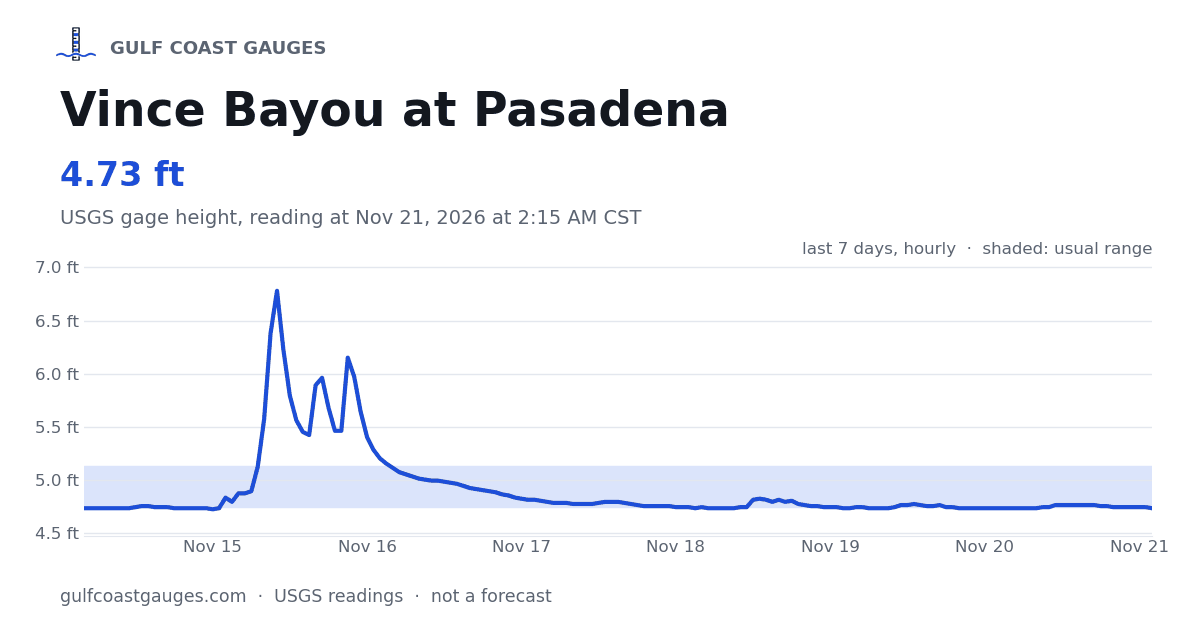 GULF COAST GAUGES
Vince Bayou at Pasadena
4.73 ft
USGS gage height, reading at Nov 21, 2026 at 2:15 AM CST
last 7 days, hourly · shaded: usual range
7.0 ft
6.5 ft
6.0 ft
5.5 ft
5.0 ft
4.5 ft
Nov 15 Nov 16 Nov 17 Nov 18 Nov 19 Nov 20 Nov 21
gulfcoastgauges.com · USGS readings · not a forecast